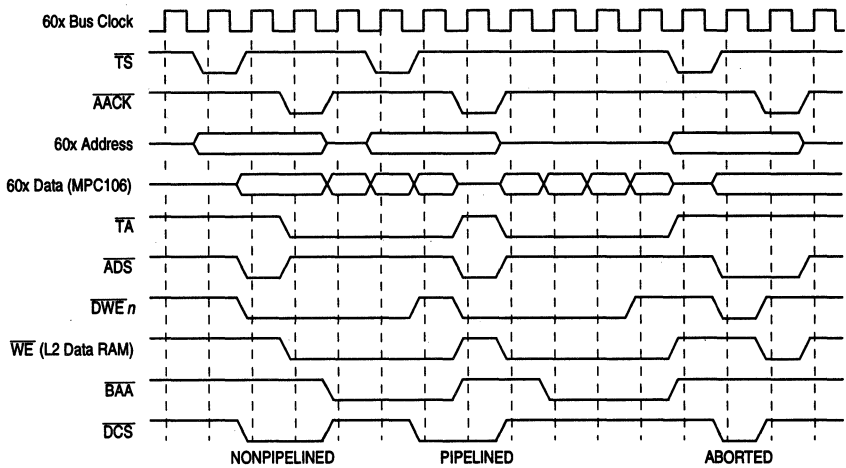 60x Bus Clock
TS
AACK
60x Address
60x Data (MPC106)
TA
ADS
DWE n
WE (L2 Data RAM)
BAA
DCS
NONPIPELINED PIPELINED ABORTED